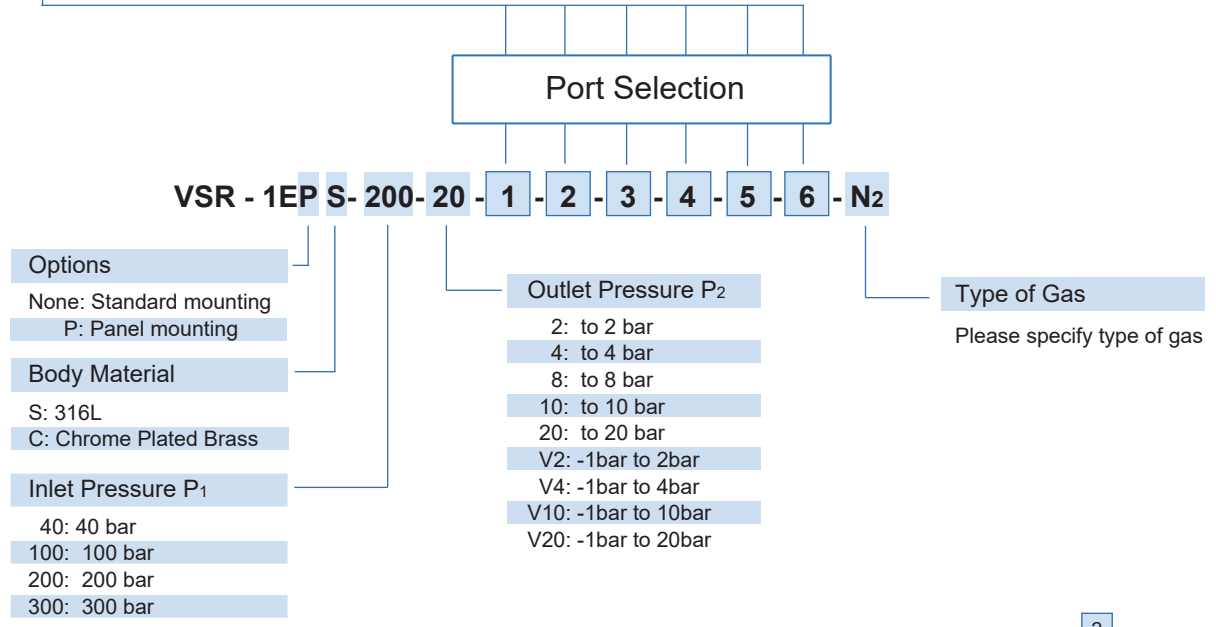 Port Selection
VSR - 1EP S- 200- 20 - 1 - 2 - 3 - 4 - 5 - 6 - N2
Options
None: Standard mounting
P: Panel mounting
Body Material
S: 316L
C: Chrome Plated Brass
Inlet Pressure P1
40: 40 bar
100: 100 bar
200: 200 bar
300: 300 bar
Outlet Pressure P2
2: to 2 bar
4: to 4 bar
8: to 8 bar
10: to 10 bar
20: to 20 bar
V2: -1bar to 2bar
V4: -1bar to 4bar
V10: -1bar to 10bar
V20: -1bar to 20bar
Type of Gas
Please specify type of gas